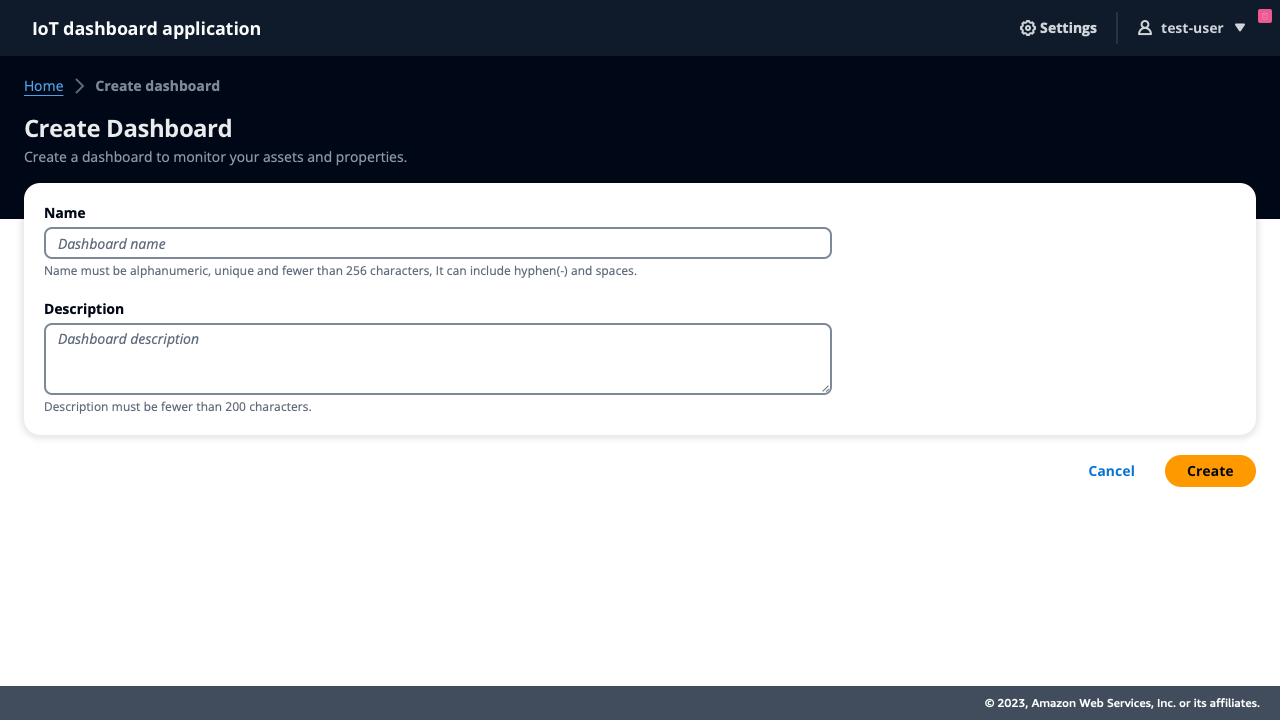 IoT dashboard application
Settings
test-user
Home
Create dashboard
Create Dashboard
Create a dashboard to monitor your assets and properties.
Name
Dashboard name
Name must be alphanumeric, unique and fewer than 256 characters, It can include hyphen(-) and spaces.
Description
Dashboard description
Description must be fewer than 200 characters.
Cancel
Create
© 2023, Amazon Web Services, Inc. or its affiliates.